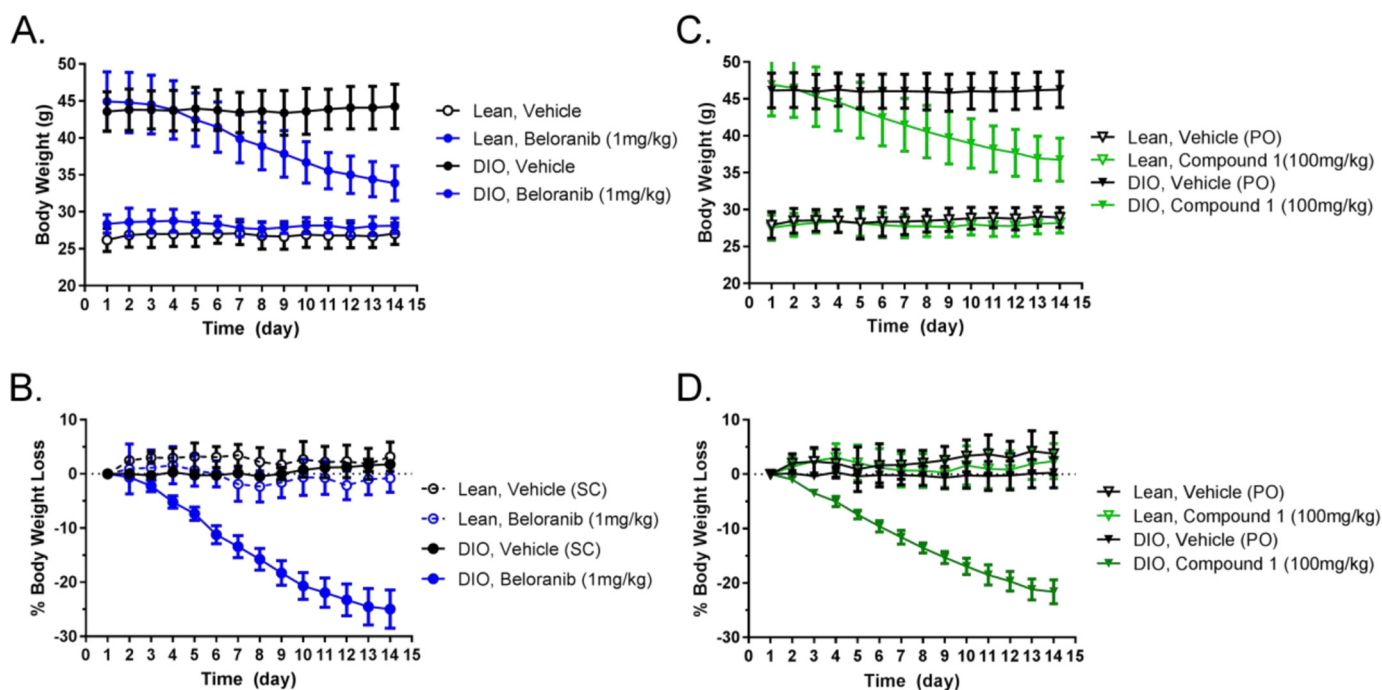 A.
50
45
40
35
30
25
20
Body Weight (g)
0 1 2 3 4 5 6 7 8 9 10 11 12 13 14 15
Time (day)
Lean, Vehicle
Lean, Beloranib (1mg/kg)
DIO, Vehicle
DIO, Beloranib (1mg/kg)
C.
50
45
40
35
30
25
20
Body Weight (g)
0 1 2 3 4 5 6 7 8 9 10 11 12 13 14 15
Time (day)
Lean, Vehicle (PO)
Lean, Compound 1(100mg/kg)
DIO, Vehicle (PO)
DIO, Compound 1 (100mg/kg)
B.
10
0
-10
-20
-30
% Body Weight Loss
0 1 2 3 4 5 6 7 8 9 10 11 12 13 14 15
Time (day)
Lean, Vehicle (SC)
Lean, Beloranib (1mg/kg)
DIO, Vehicle (SC)
DIO, Beloranib (1mg/kg)
D.
10
0
-10
-20
-30
% Body Weight Loss
0 1 2 3 4 5 6 7 8 9 10 11 12 13 14 15
Time (day)
Lean, Vehicle (PO)
Lean, Compound 1 (100mg/kg)
DIO, Vehicle (PO)
DIO, Compound 1 (100mg/kg)